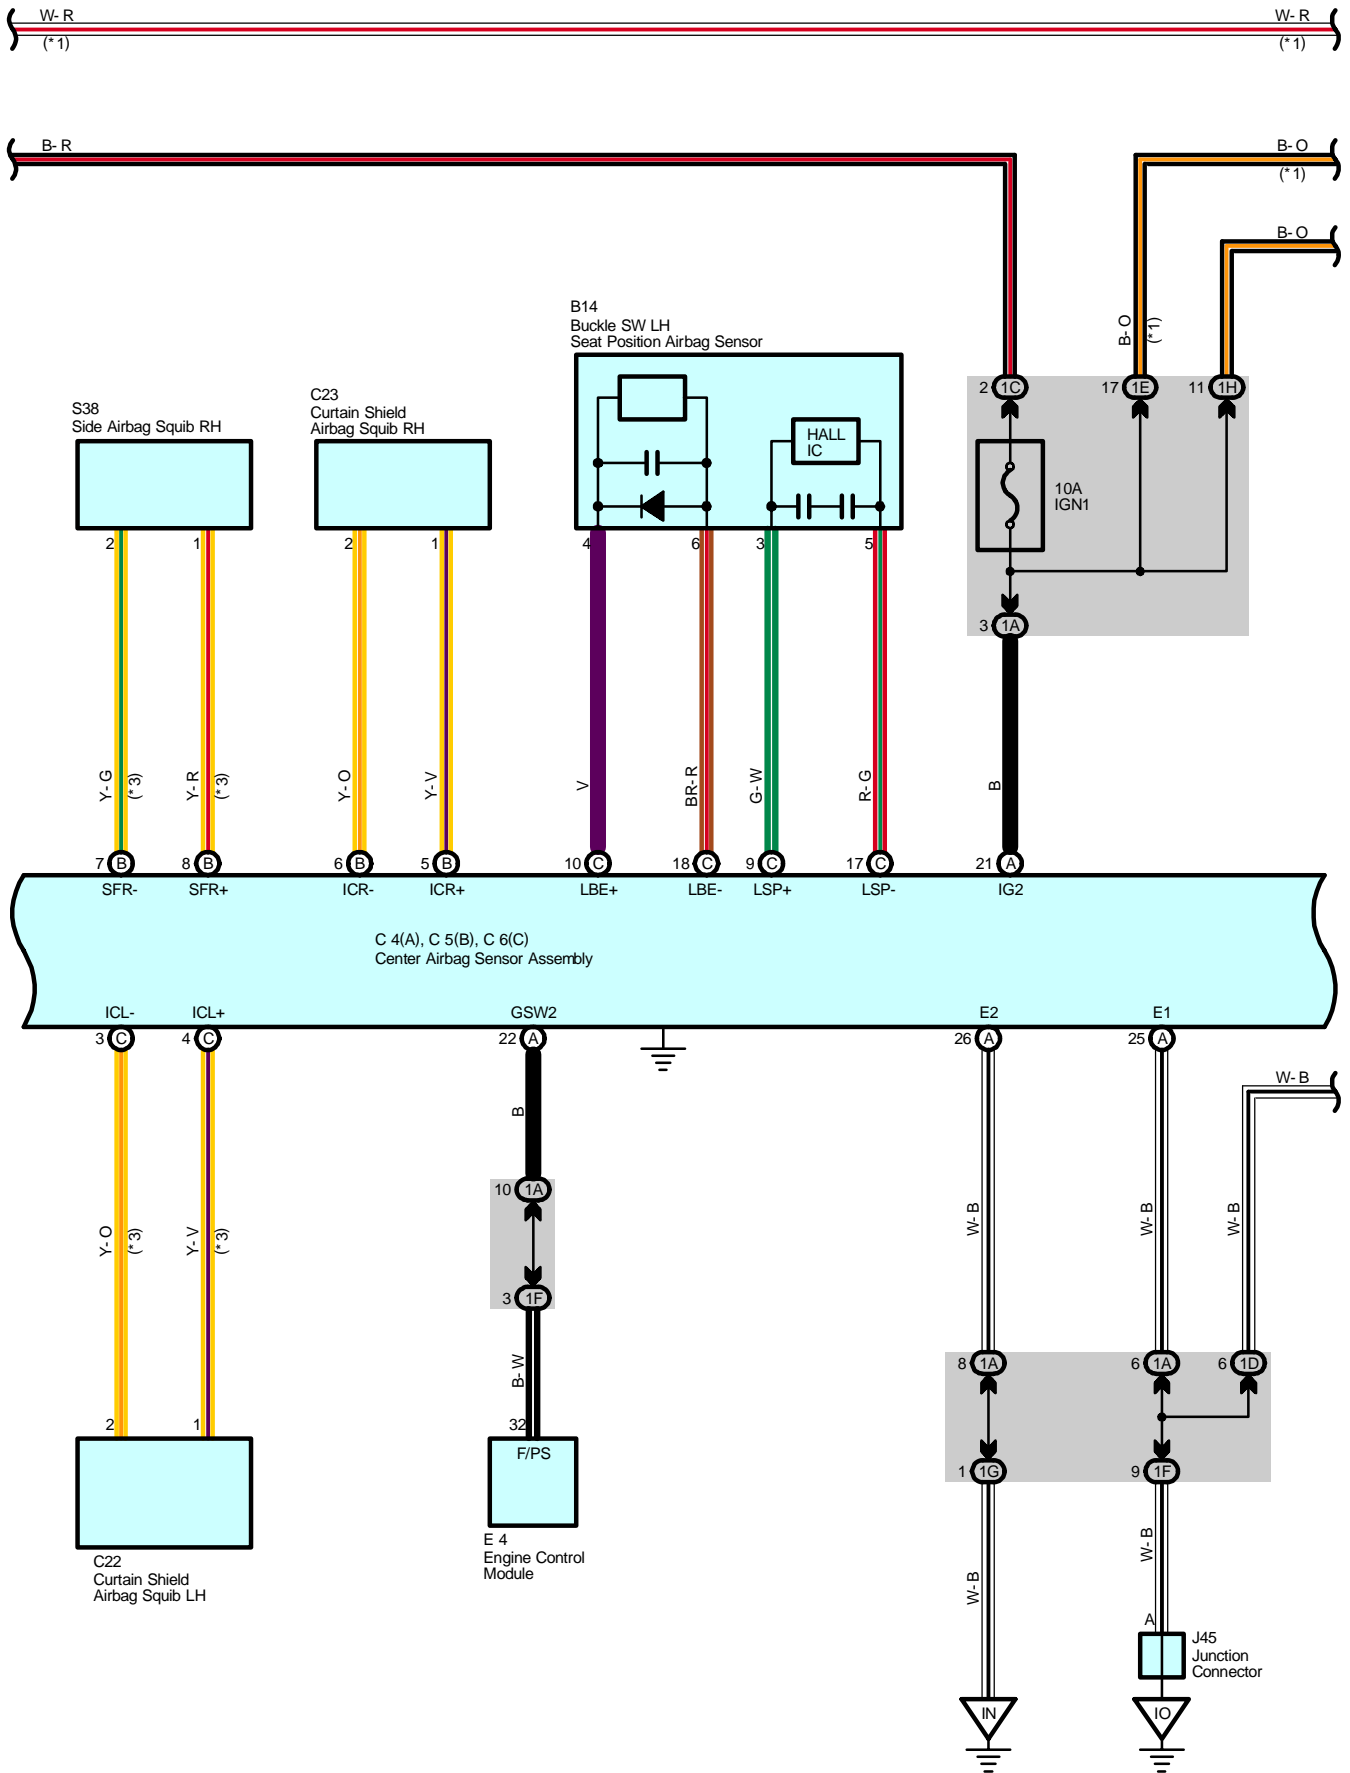 W- R
W- R
(* 1)
(* 1)
B- R
B- O
(* 1)
B- O
B- O
(* 1)
B14
Buckle SW LH
Seat Position Airbag Sensor
S38
Side Airbag Squib RH
C23
Curtain Shield
Airbag Squib RH
HALL
IC
2 1C
17 1E
11 1H
10A
IGN1
2
1
2
1
4
6
3
5
3 1A
Y- G
(* 3)
Y- R
(* 3)
Y- O
Y- V
V
BR- R
G- W
R- G
B
7 B
8 B
6 B
5 B
10 C
18 C
9 C
17 C
21 A
SFR-
SFR+
ICR-
ICR+
LBE+
LBE-
LSP+
LSP-
IG2
C 4(A), C 5(B), C 6(C)
Center Airbag Sensor Assembly
ICL-
ICL+
GSW2
E2
E1
3 C
4 C
22 A
26 A
25 A
W- B
B
10 1A
Y- O
(* 3)
Y- V
(* 3)
W- B
W- B
W- B
3 1F
B- W
8 1A
6 1A
6 1D
2
1
32
F/PS
1 1G
9 1F
E 4
Engine Control
Module
C22
Curtain Shield
Airbag Squib LH
W- B
W- B
A
J45
Junction
Connector
IN
IO